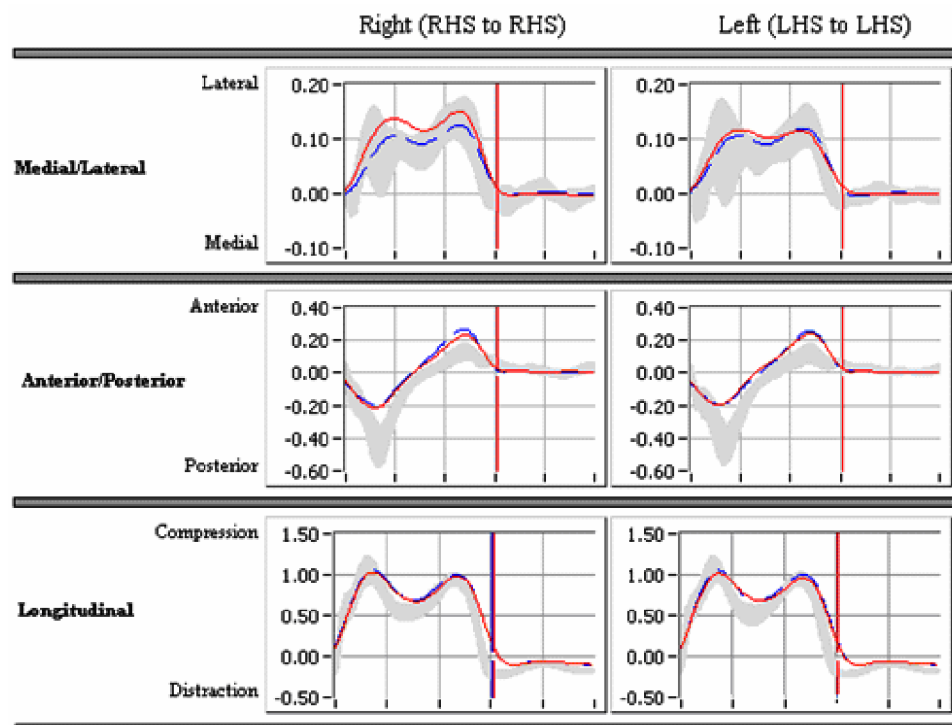 Right (RHS to RHS) Left (LHS to LHS)
Lateral
0.20 0.20
0.10 0.10
Medial/Lateral
0.00 0.00
Medial
-0.10 -0.10
Anterior
0.40 0.40
0.20 0.20
0.00 0.00
Anterior/Posterior
-0.20 -0.20
-0.40 -0.40
Posterior
-0.60 -0.60
Compression
1.50 1.50
1.00 1.00
Longitudinal
0.50 0.50
0.00 0.00
Distraction
-0.50 -0.50